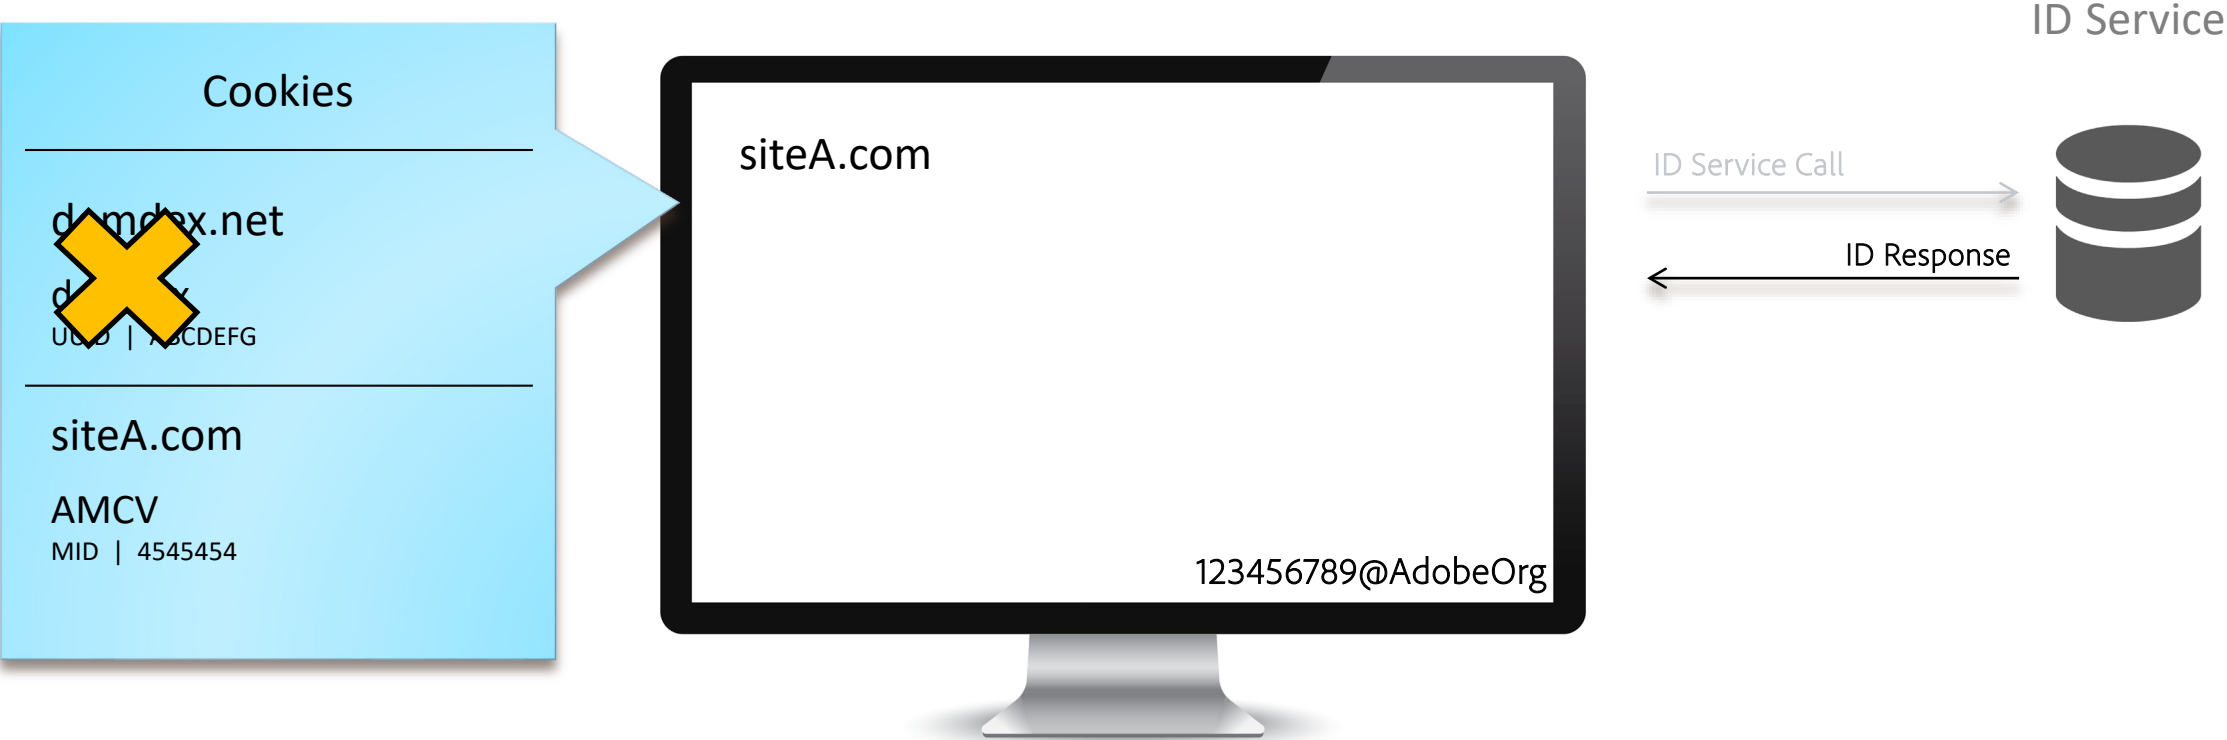 ID Service
Cookies
siteA.com
ID Service Call
ID Response
siteA.com
AMCV
MID | 4545454
123456789@AdobeOrg